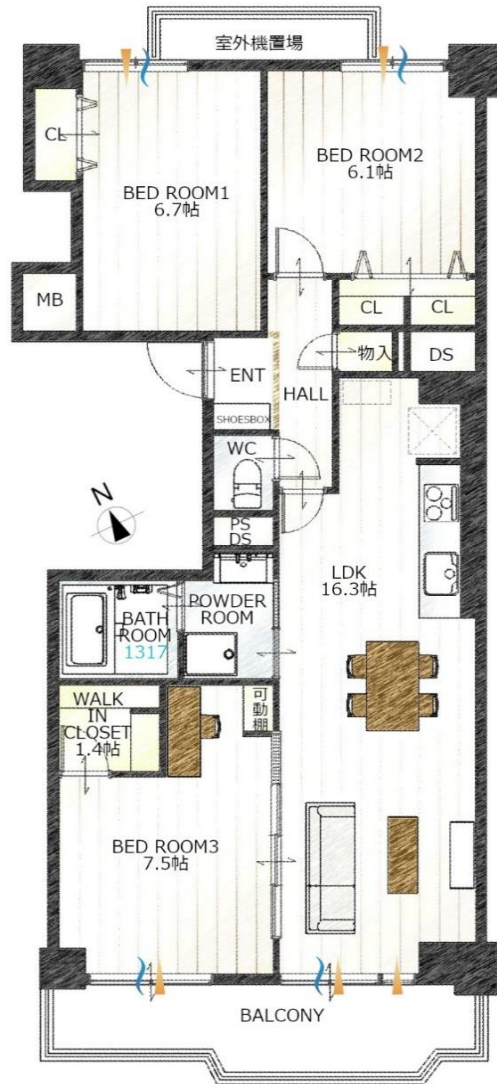 室外機置場
CL
BED ROOM1
6.7帖
BED ROOM2
6.1帖
MB
CL
CL
ENT
物入
DS
HALL
SHOESBOX
WC
N
PS
DS
LDK
16.3帖
BATH
ROOM
1317
POWDER
ROOM
WALK
IN
CLOSET
1.4帖
可動棚
BED ROOM3
7.5帖
BALCONY